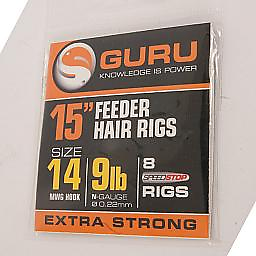 GURU
KNOWLEDGE IS POWER
15" FEEDER
HAIR RIGS
SIZE
14
MWG HOOK
9lb
N-GAUGE
Ø 0.22mm
8
SPEEDSTOP
RIGS
EXTRA STRONG